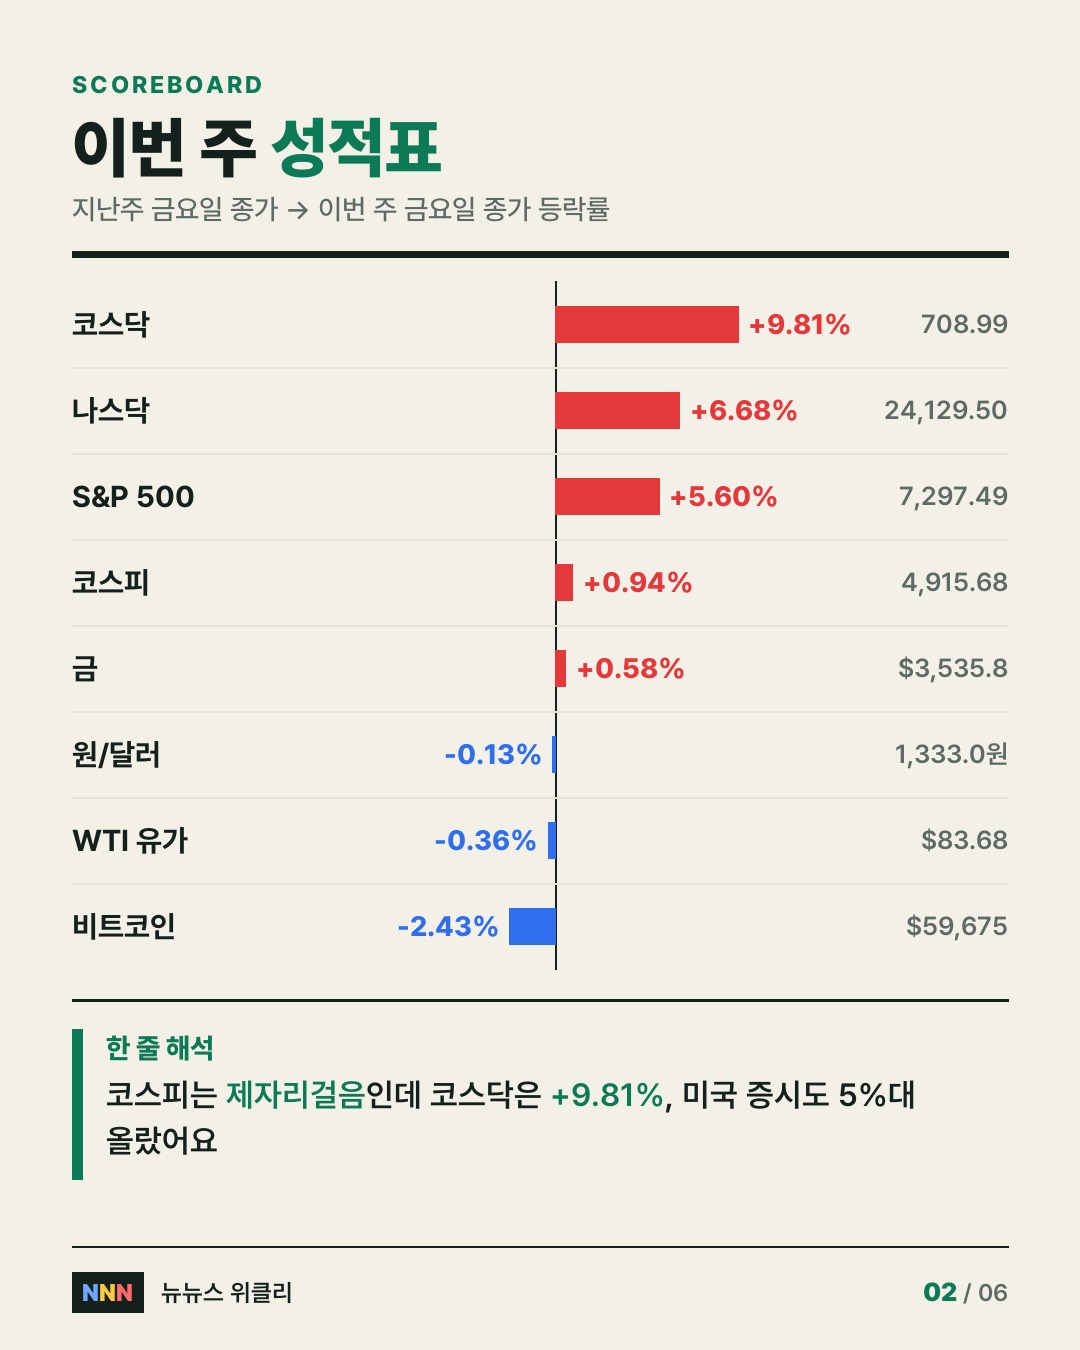 SCOREBOARD
이번 주 성적표
지난주 금요일 종가 → 이번 주 금요일 종가 등락률
코스닥 +9.81% 708.99
나스닥 +6.68% 24,129.50
S&P 500 +5.60% 7,297.49
코스피 +0.94% 4,915.68
금 +0.58% $3,535.8
원/달러 -0.13% 1,333.0원
WTI 유가 -0.36% $83.68
비트코인 -2.43% $59,675
한 줄 해석
코스피는 제자리걸음인데 코스닥은 +9.81%, 미국 증시도 5%대
올랐어요
NNN 뉴뉴스 위클리 02 / 06